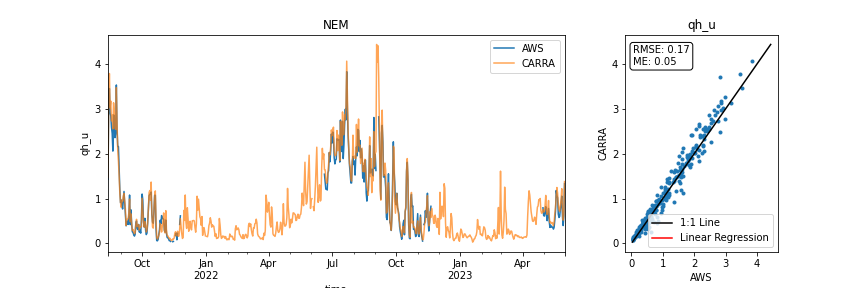 NEM
qh_u
AWS
CARRA
qh_u
4
3
2
1
0
Oct
Jan
2022
Apr
Jul
Oct
Jan
2023
Apr
time
qh_u
RMSE: 0.17
ME: 0.05
CARRA
4
3
2
1
0
1:1 Line
Linear Regression
0
1
2
3
4
AWS